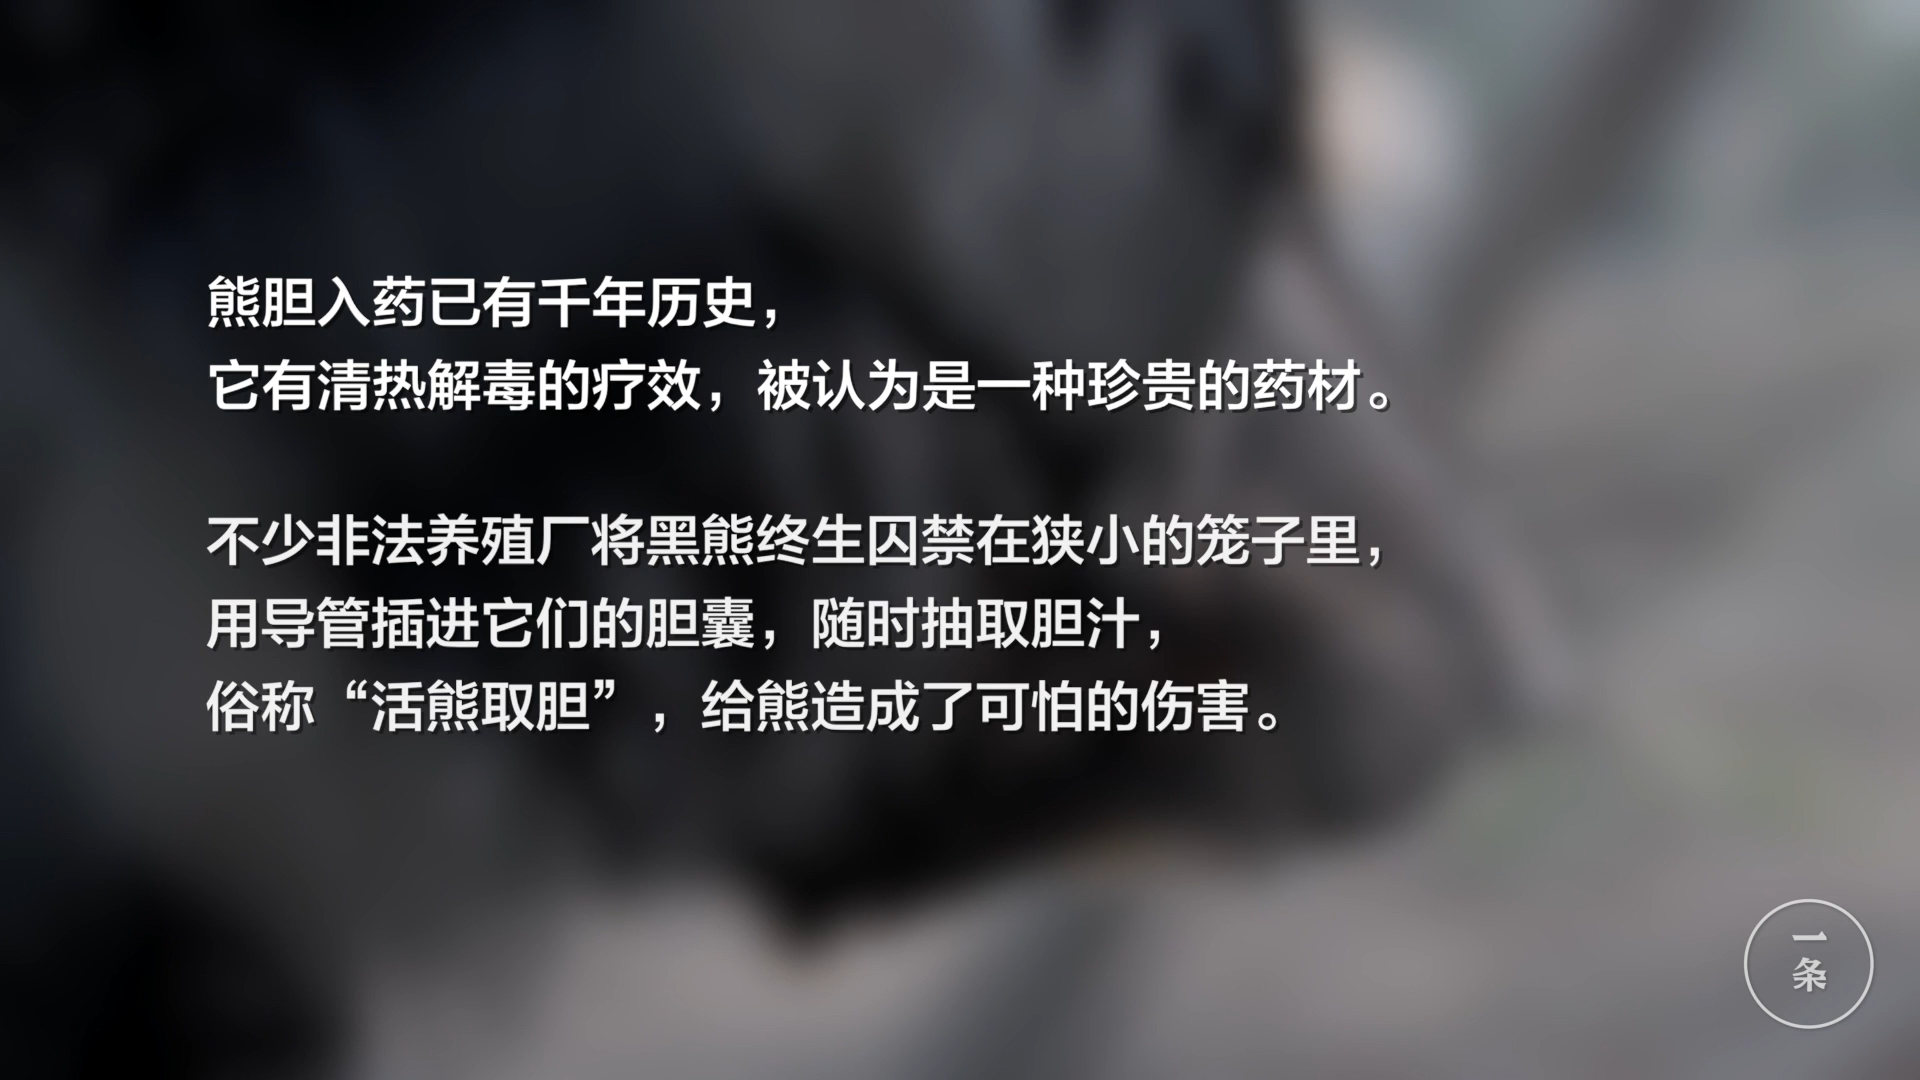 熊胆入药已有千年历史，
它有清热解毒的疗效，被认为是一种珍贵的药材。
不少非法养殖厂将黑熊终生囚禁在狭小的笼子里，
用导管插进它们的胆囊，随时抽取胆汁，
俗称“活熊取胆”，给熊造成了可怕的伤害。
一条